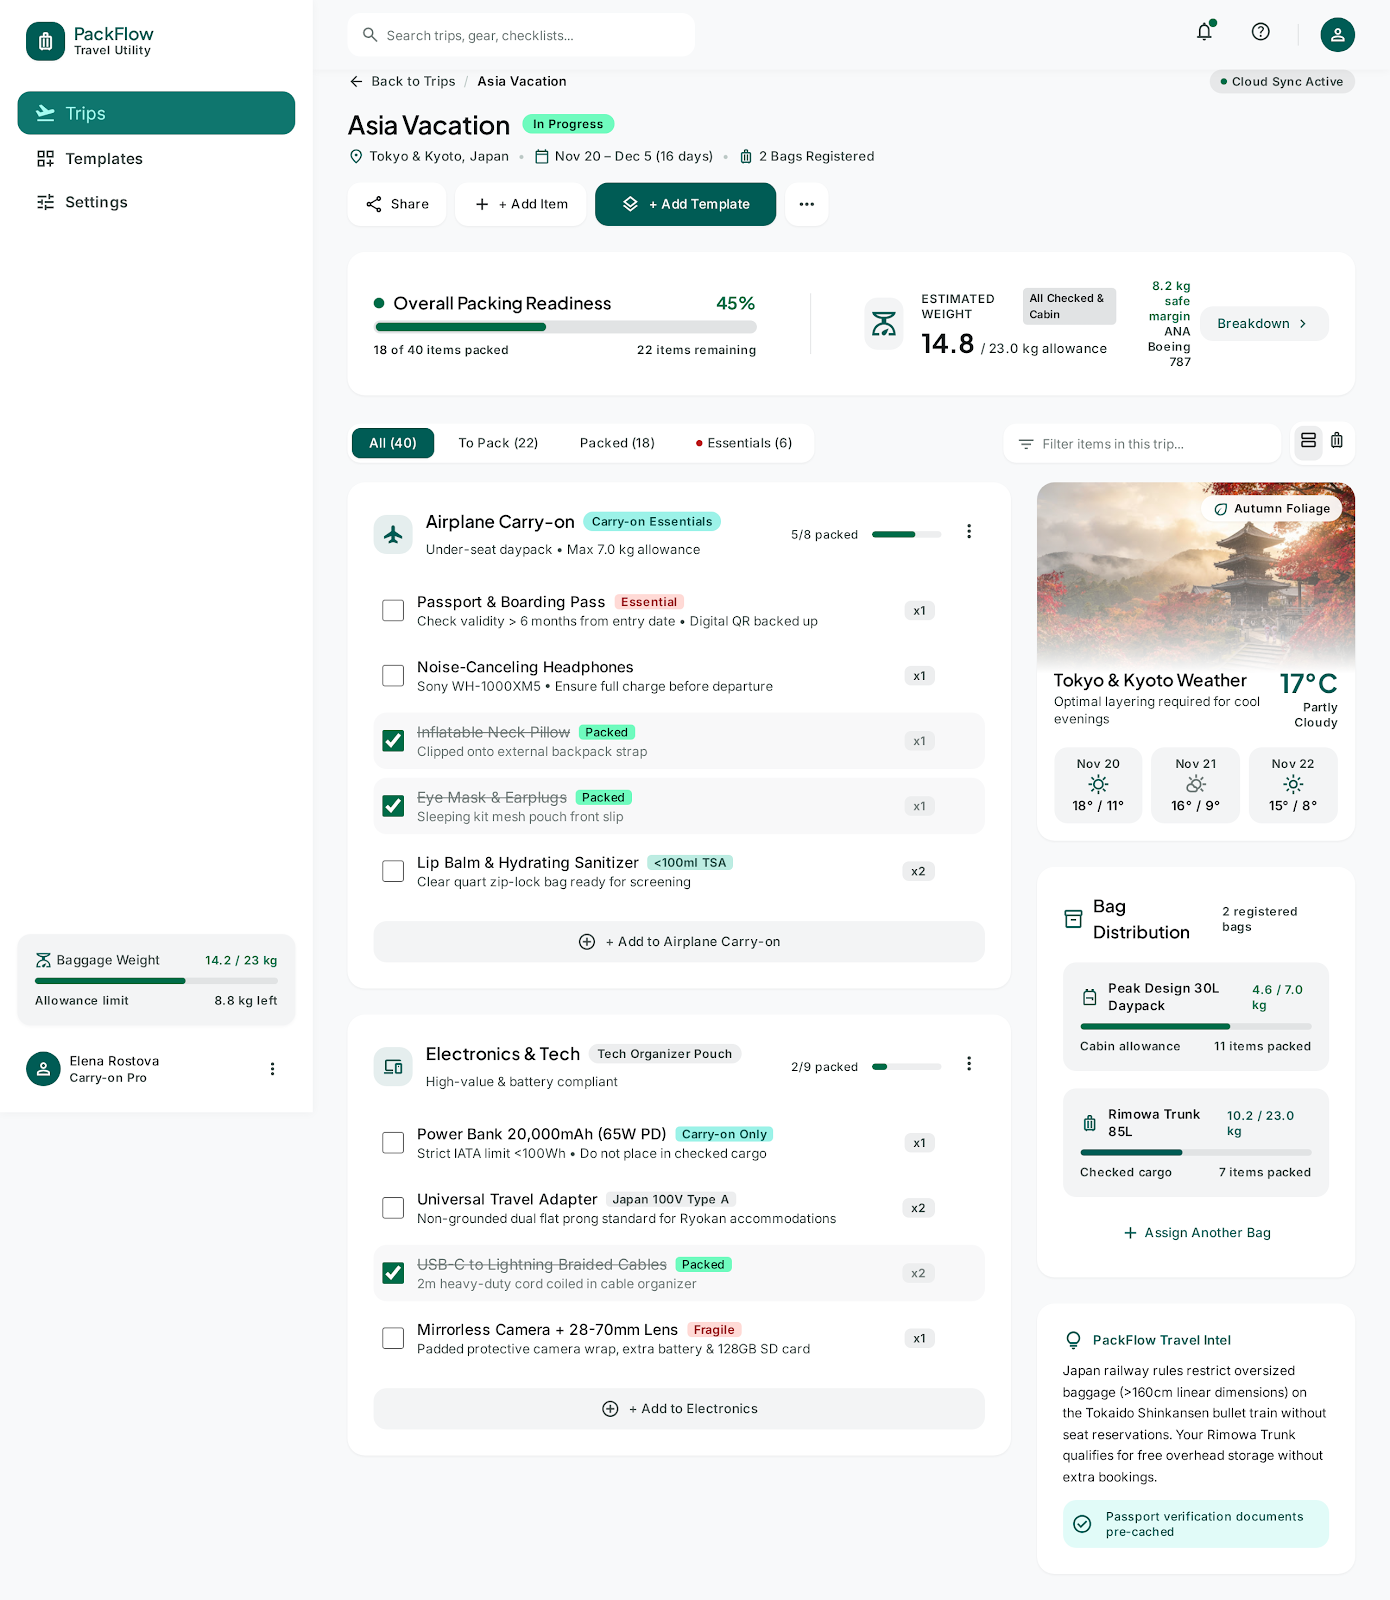 PackFlow
Travel Utility
Trips
Templates
Settings
Baggage Weight
14.2 / 23 kg
Allowance limit
8.8 kg left
Elena Rostova
Carry-on Pro
Search trips, gear, checklists...
Back to Trips / Asia Vacation
Cloud Sync Active
Asia Vacation
In Progress
Tokyo & Kyoto, Japan • Nov 20 – Dec 5 (16 days) • 2 Bags Registered
Share
+ Add Item
+ Add Template
Overall Packing Readiness
45%
18 of 40 items packed
22 items remaining
ESTIMATED
WEIGHT
All Checked &
Cabin
14.8 / 23.0 kg allowance
8.2 kg
safe
margin
ANA
Boeing
787
Breakdown
All (40)
To Pack (22)
Packed (18)
Essentials (6)
Filter items in this trip...
Airplane Carry-on
Carry-on Essentials
Under-seat daypack • Max 7.0 kg allowance
5/8 packed
Passport & Boarding Pass
Essential
Check validity > 6 months from entry date • Digital QR backed up
x1
Noise-Canceling Headphones
Sony WH-1000XM5 • Ensure full charge before departure
x1
Inflatable Neck Pillow
Packed
Clipped onto external backpack strap
x1
Eye Mask & Earplugs
Packed
Sleeping kit mesh pouch front slip
x1
Lip Balm & Hydrating Sanitizer
<100ml TSA
Clear quart zip-lock bag ready for screening
x2
+ Add to Airplane Carry-on
Electronics & Tech
Tech Organizer Pouch
High-value & battery compliant
2/9 packed
Power Bank 20,000mAh (65W PD)
Carry-on Only
Strict IATA limit <100Wh • Do not place in checked cargo
x1
Universal Travel Adapter
Japan 100V Type A
Non-grounded dual flat prong standard for Ryokan accommodations
x2
USB-C to Lightning Braided Cables
Packed
2m heavy-duty cord coiled in cable organizer
x2
Mirrorless Camera + 28-70mm Lens
Fragile
Padded protective camera wrap, extra battery & 128GB SD card
x1
+ Add to Electronics
Autumn Foliage
Tokyo & Kyoto Weather
Optimal layering required for cool
evenings
17°C
Partly
Cloudy
Nov 20
18° / 11°
Nov 21
16° / 9°
Nov 22
15° / 8°
Bag
Distribution
2 registered
bags
Peak Design 30L
Daypack
4.6 / 7.0
kg
Cabin allowance
11 items packed
Rimowa Trunk
85L
10.2 / 23.0
kg
Checked cargo
7 items packed
Assign Another Bag
PackFlow Travel Intel
Japan railway rules restrict oversized
baggage (>160cm linear dimensions) on
the Tokaido Shinkansen bullet train without
seat reservations. Your Rimowa Trunk
qualifies for free overhead storage without
extra bookings.
Passport verification documents
pre-cached